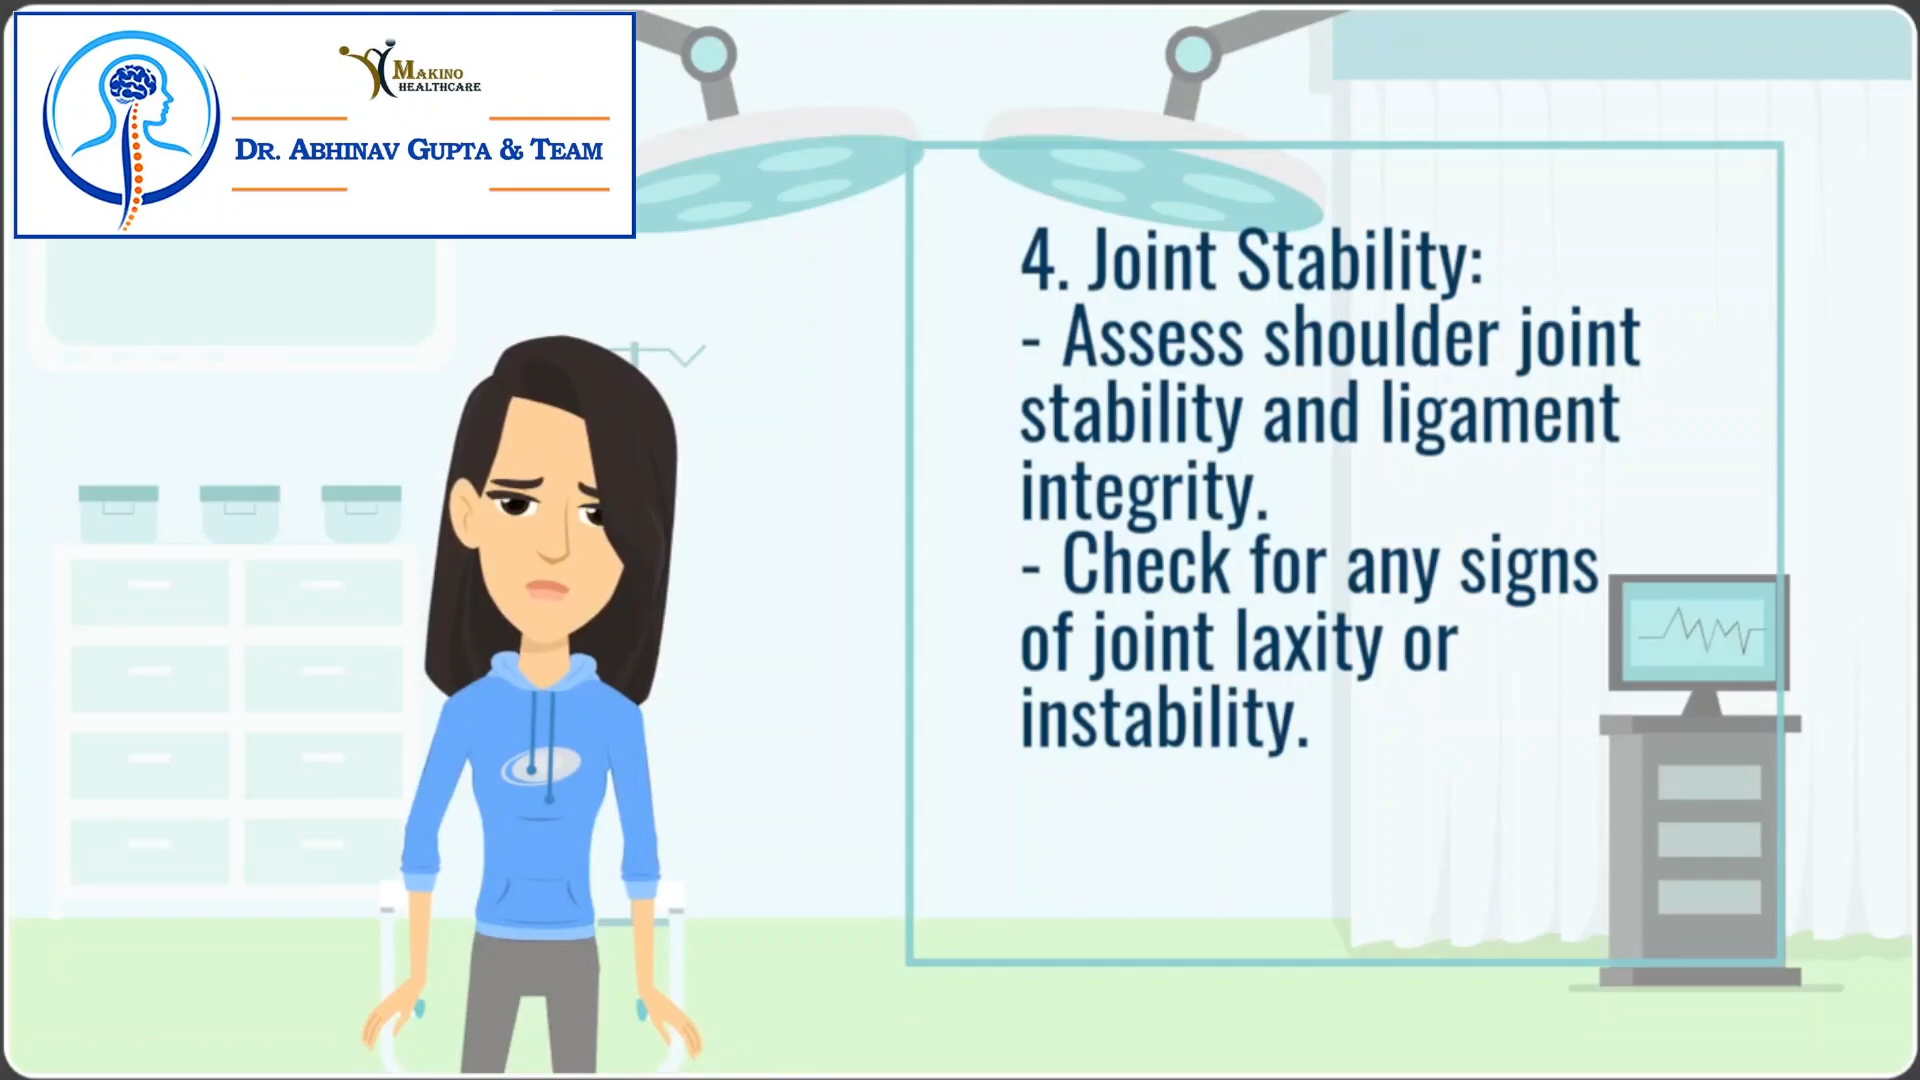 MAKINO
HEALTHCARE
DR. ABHINAV GUPTA & TEAM
4. Joint Stability:
- Assess shoulder joint
stability and ligament
integrity.
- Check for any signs
of joint laxity or
instability.